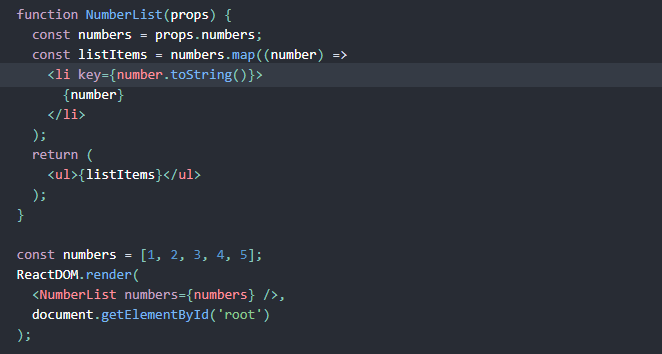 function NumberList(props) {
  const numbers = props.numbers;
  const listItems = numbers.map((number) =>
    <li key={number.toString()}>
      {number}
    </li>
  );
  return (
    <ul>{listItems}</ul>
  );
}

const numbers = [1, 2, 3, 4, 5];
ReactDOM.render(
  <NumberList numbers={numbers} />,
  document.getElementById('root')
);